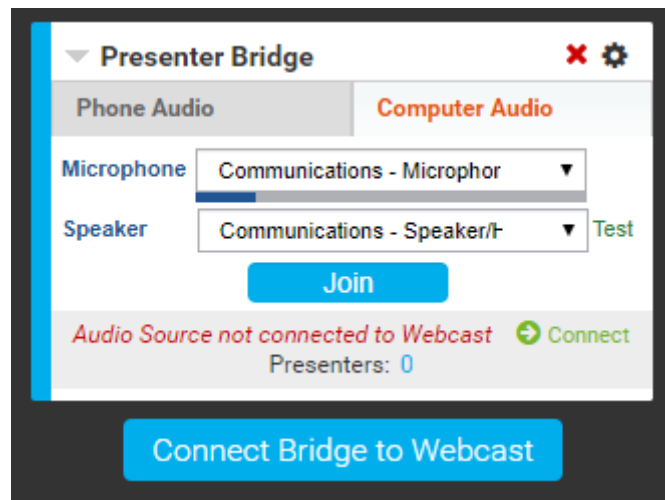 Presenter Bridge
Phone Audio Computer Audio
Microphone Communications - Microphor
Speaker Communications - Speaker/H Test
Join
Audio Source not connected to Webcast Connect
Presenters: 0
Connect Bridge to Webcast